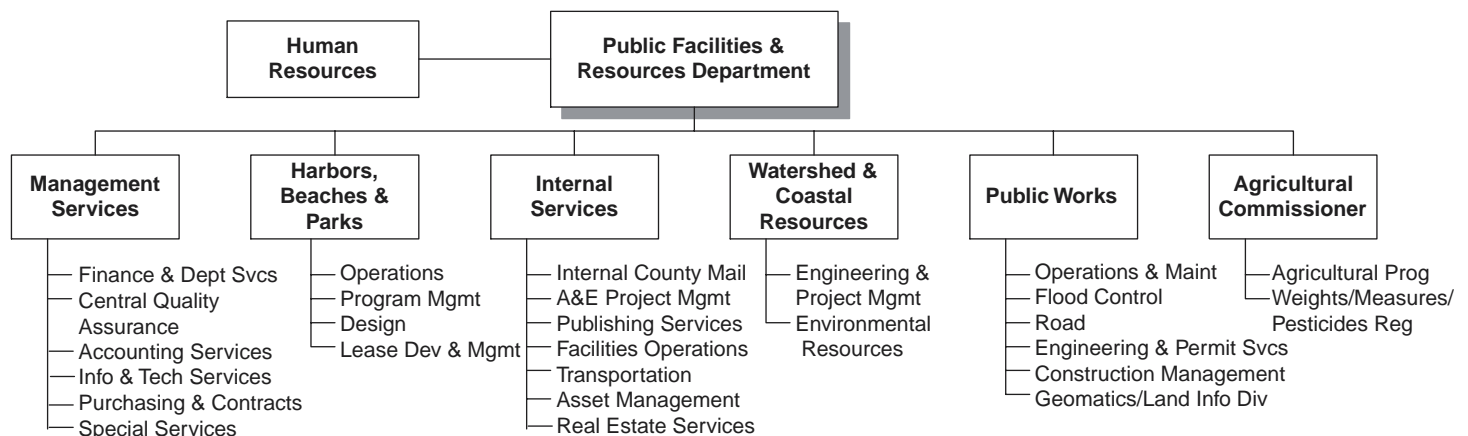 Human
Resources
Public Facilities &
Resources Department
Management
Services
Finance & Dept Svcs
Central Quality
Assurance
Accounting Services
Info & Tech Services
Purchasing & Contracts
Special Services
Harbors,
Beaches &
Parks
Operations
Program Mgmt
Design
Lease Dev & Mgmt
Internal
Services
Internal County Mail
A&E Project Mgmt
Publishing Services
Facilities Operations
Transportation
Asset Management
Real Estate Services
Watershed &
Coastal
Resources
Engineering &
Project Mgmt
Environmental
Resources
Public Works
Operations & Maint
Flood Control
Road
Engineering & Permit Svcs
Construction Management
Geomatics/Land Info Div
Agricultural
Commissioner
Agricultural Prog
Weights/Measures/
Pesticides Reg